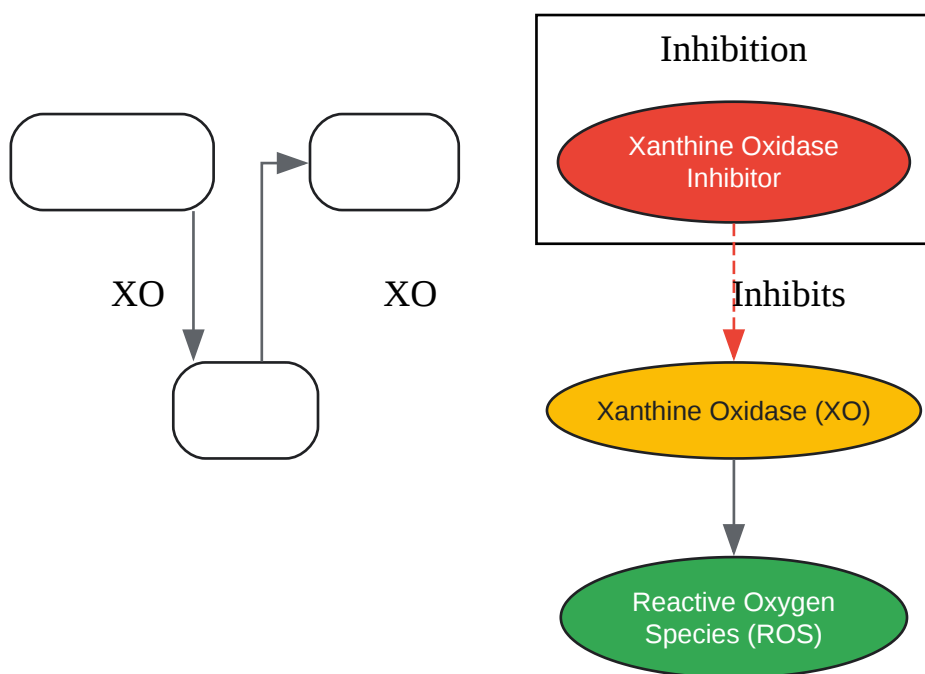 Inhibition
Xanthine Oxidase
Inhibitor
XO
XO
Inhibits
Xanthine Oxidase (XO)
Reactive Oxygen
Species (ROS)